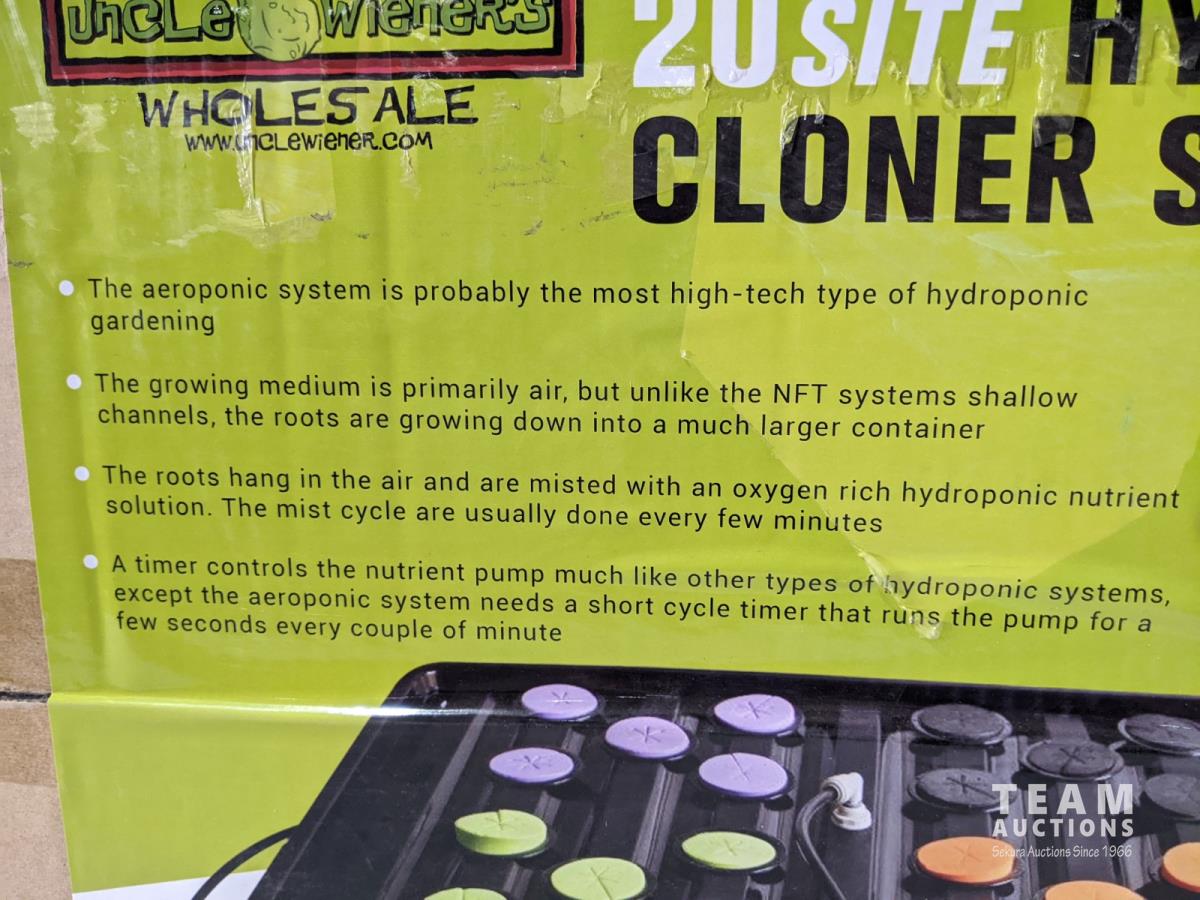 UNCLE WIENER'S
WHOLESALE
www.UNCLEWIENER.COM
20 SITE
CLONER
The aeroponic system is probably the most high-tech type of hydroponic
gardening
The growing medium is primarily air, but unlike the NFT systems shallow
channels, the roots are growing down into a much larger container
The roots hang in the air and are misted with an oxygen rich hydroponic nutrient
solution. The mist cycle are usually done every few minutes
A timer controls the nutrient pump much like other types of hydroponic systems,
except the aeroponic system needs a short cycle timer that runs the pump for a
few seconds every couple of minute
TEAM
AUCTIONS
Sekura Auctions Since 1966